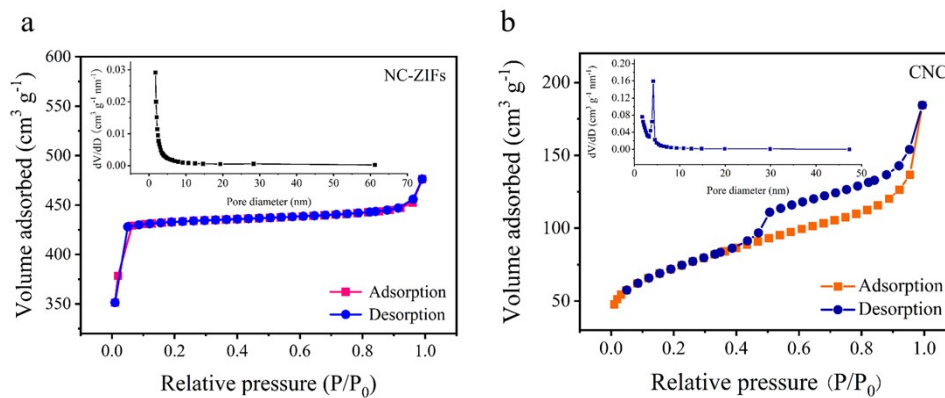 a
NC-ZIFs
Volume adsorbed (cm³ g⁻¹)
600
550
500
450
400
350
dV/dD (cm³ g⁻¹ nm⁻¹)
0.03
0.02
0.01
0.00
0 10 20 30 40 50 60 70
Pore diameter (nm)
Adsorption
Desorption
0.0 0.2 0.4 0.6 0.8 1.0
Relative pressure (P/P₀)
b
CNC
Volume adsorbed (cm³ g⁻¹)
200
150
100
50
dV/dD (cm³ g⁻¹ nm⁻¹)
0.20
0.16
0.12
0.08
0.04
0.00
0 10 20 30 40 50
Pore diameter (nm)
Adsorption
Desorption
0.0 0.2 0.4 0.6 0.8 1.0
Relative pressure (P/P₀)